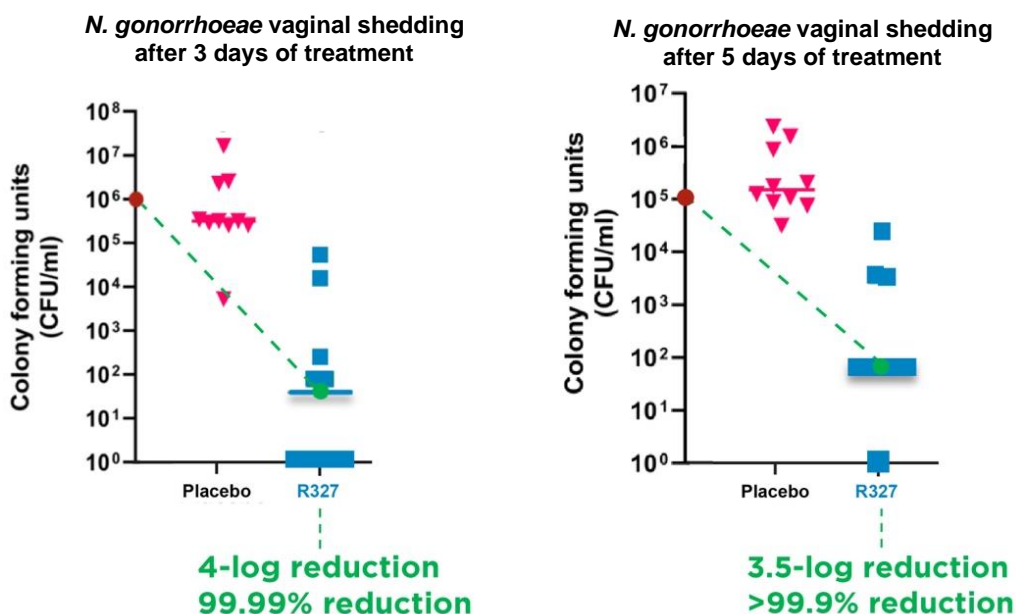 N. gonorrhoeae vaginal shedding
after 3 days of treatment
Colony forming units
(CFU/ml)
10⁸
10⁷
10⁶
10⁵
10⁴
10³
10²
10¹
10⁰
Placebo
R327
4-log reduction
99.99% reduction
N. gonorrhoeae vaginal shedding
after 5 days of treatment
Colony forming units
(CFU/ml)
10⁷
10⁶
10⁵
10⁴
10³
10²
10¹
10⁰
Placebo
R327
3.5-log reduction
>99.9% reduction